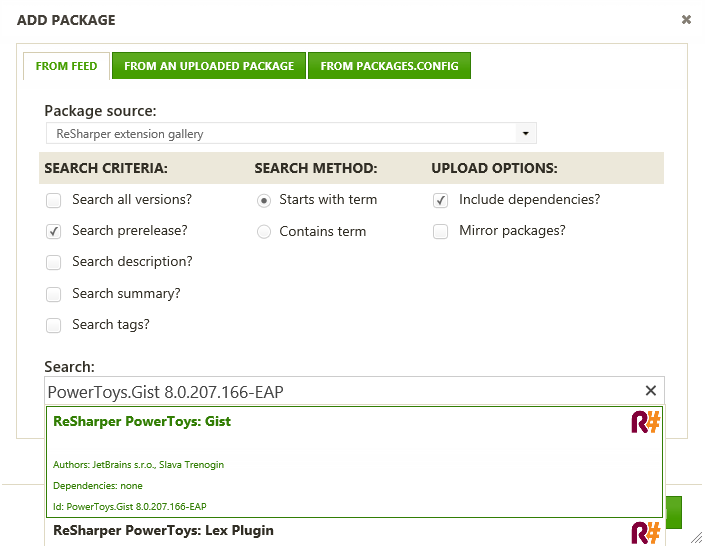 ADD PACKAGE
FROM FEED FROM AN UPLOADED PACKAGE FROM PACKAGES.CONFIG
Package source:
ReSharper extension gallery
SEARCH CRITERIA: SEARCH METHOD: UPLOAD OPTIONS:
Search all versions? Starts with term Include dependencies?
Search prerelease? Contains term Mirror packages?
Search description?
Search summary?
Search tags?
Search:
PowerToys.Gist 8.0.207.166-EAP
ReSharper PowerToys: Gist R#
Authors: JetBrains s.r.o., Slava Trenogin
Dependencies: none
Id: PowerToys.Gist 8.0.207.166-EAP
ReSharper PowerToys: Lex Plugin R#